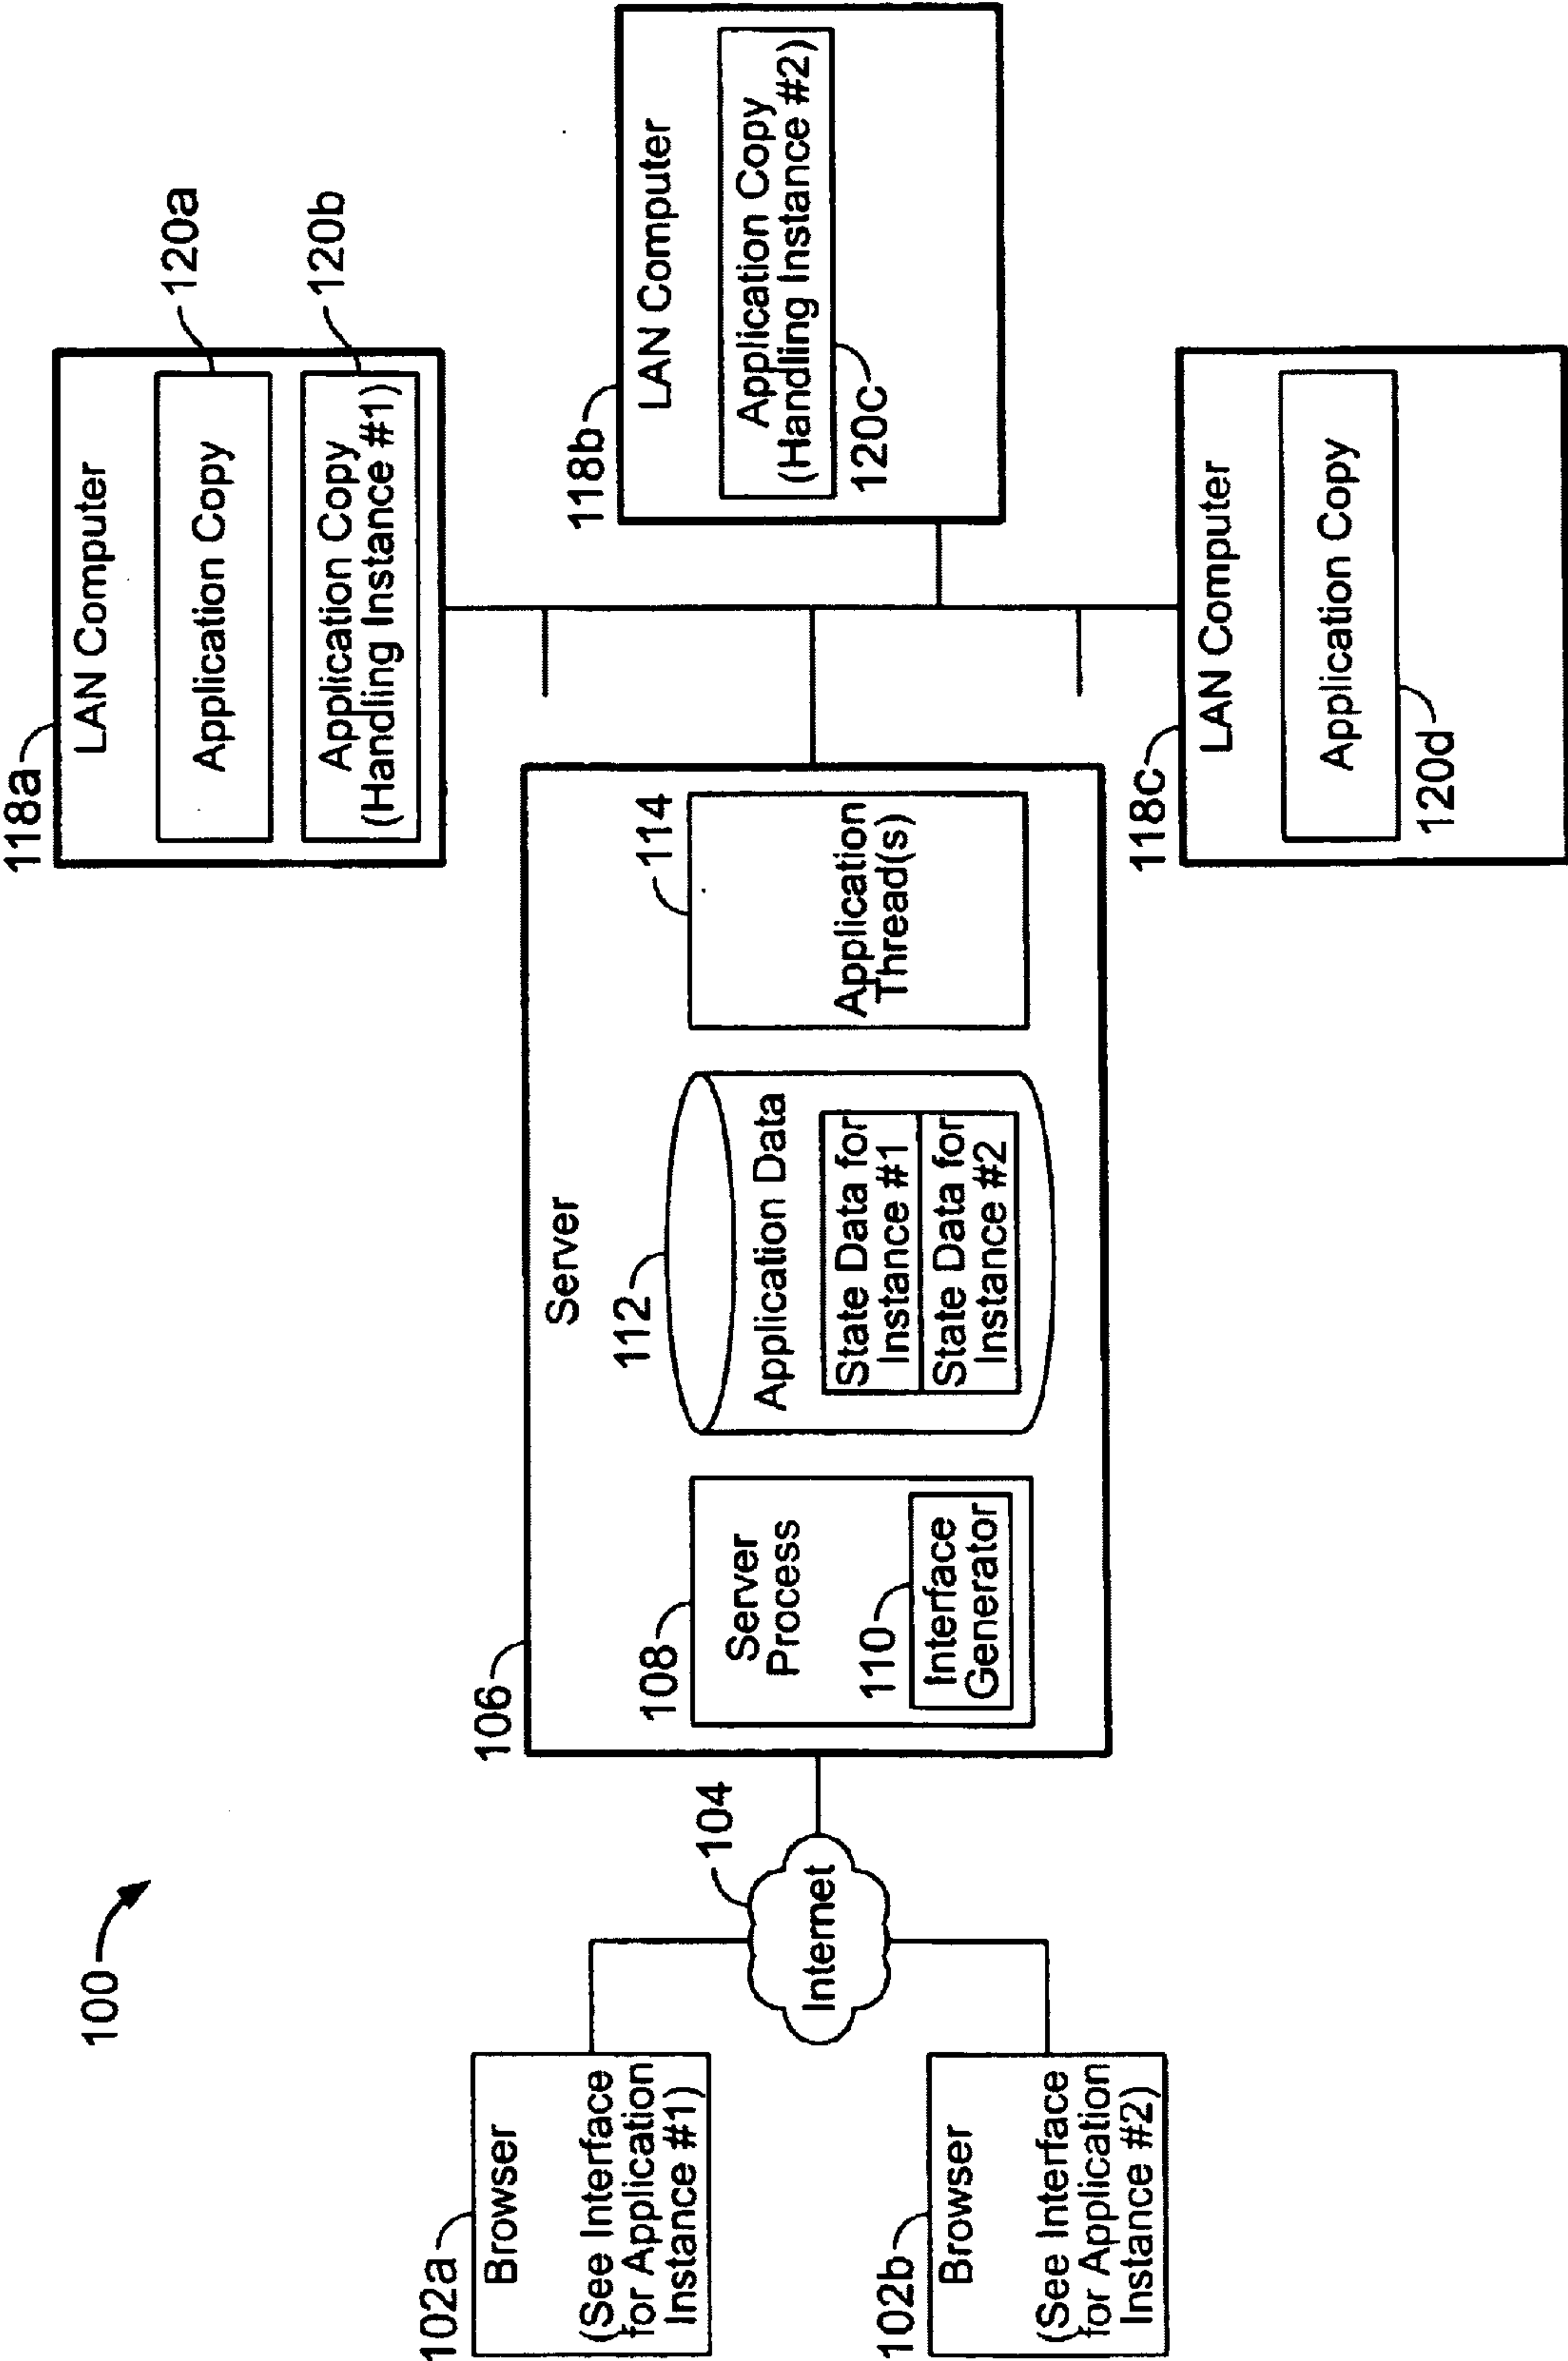 100
102a
Browser
(See Interface
for Application
Instance #1)
102b
Browser
(See Interface
for Application
Instance #2)
104
Internet
106
Server
108
Server
Process
110
Interface
Generator
112
Application Data
State Data for
Instance #1
State Data for
Instance #2
114
Application
Thread(s)
118a
LAN Computer
Application Copy
120a
Application Copy
(Handling Instance #1)
120b
118b
LAN Computer
Application Copy
(Handling Instance #2)
120c
118c
LAN Computer
Application Copy
120d